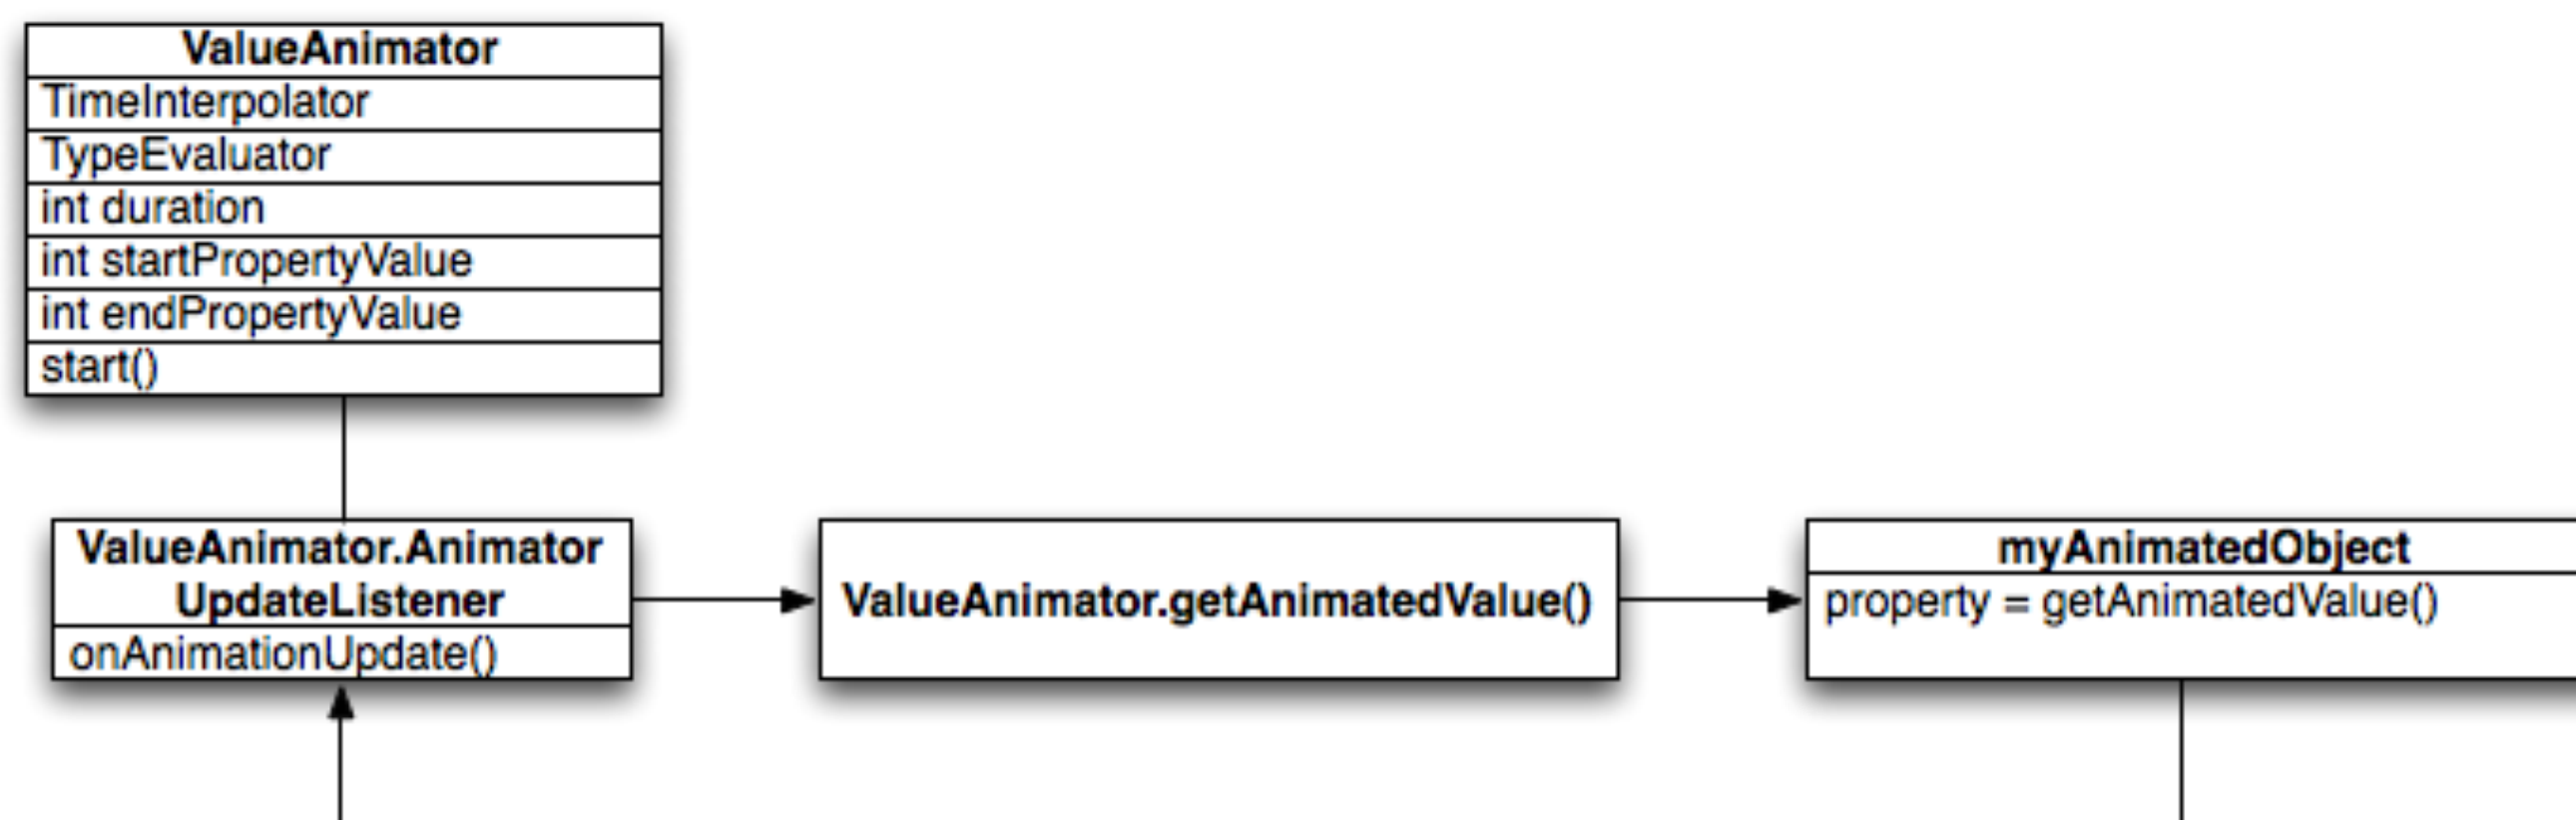 ValueAnimator
TimeInterpolator
TypeEvaluator
int duration
int startPropertyValue
int endPropertyValue
start()
ValueAnimator.Animator
UpdateListener
onAnimationUpdate()
ValueAnimator.getAnimatedValue()
myAnimatedObject
property = getAnimatedValue()